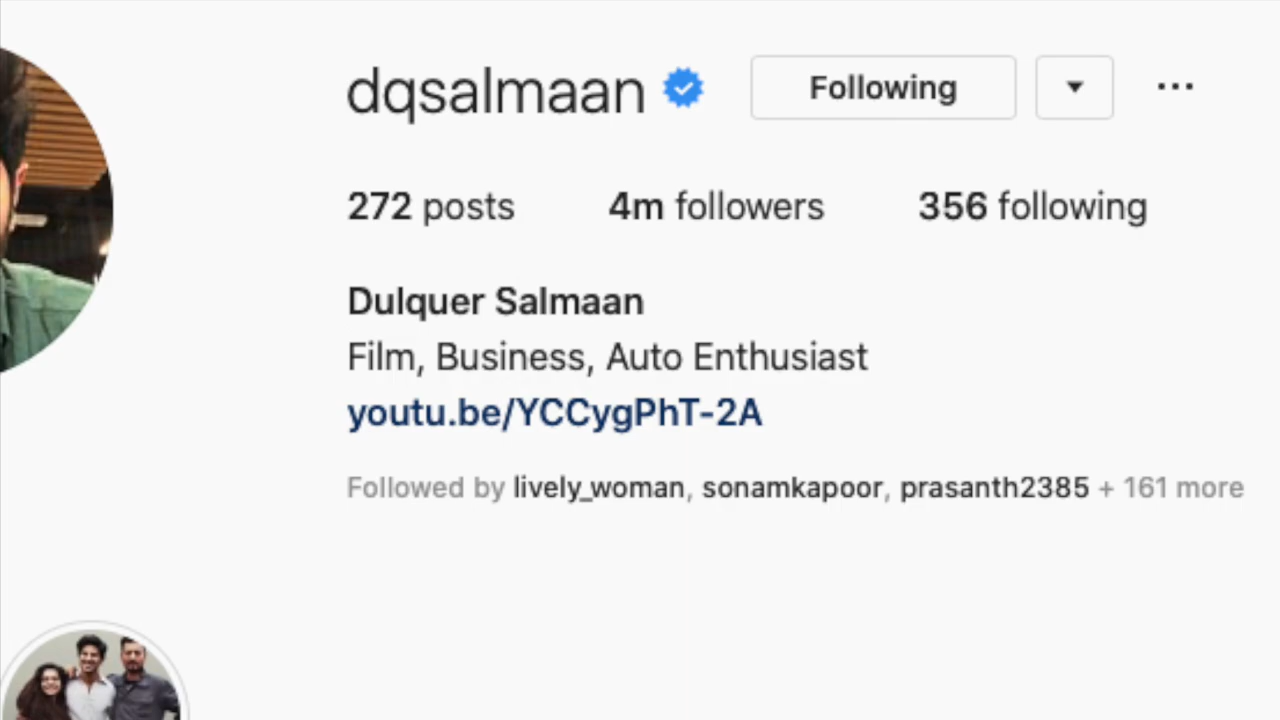 dqsalmaan Following ...
272 posts 4m followers 356 following
Dulquer Salmaan
Film, Business, Auto Enthusiast
youtu.be/YCCygPhT-2A
Followed by lively_woman, sonamkapoor, prasanth2385 + 161 more